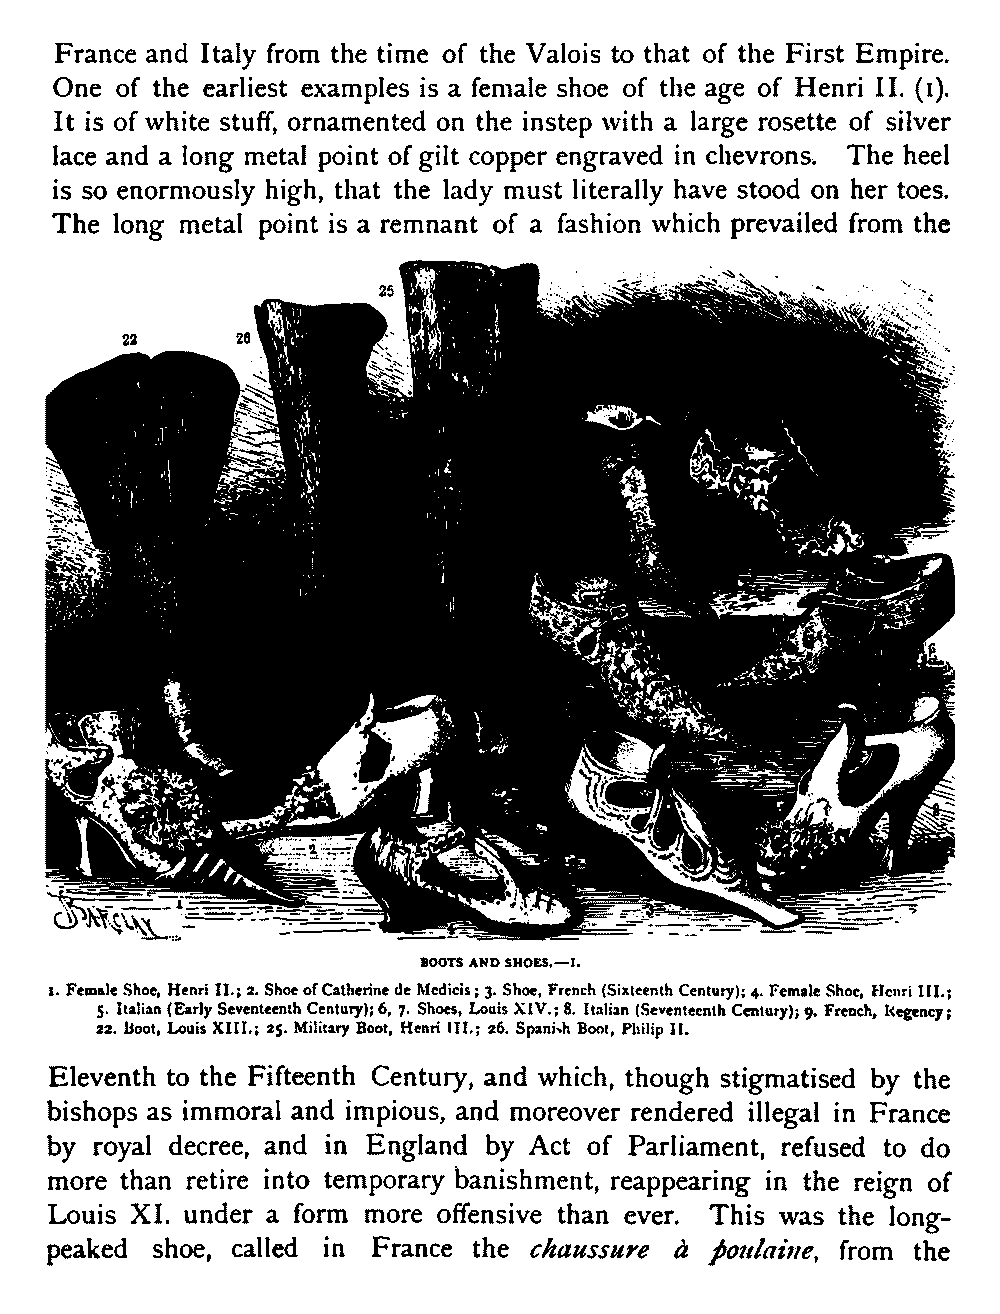 France and Italy from the time of the Valois to that of the First Empire.
One of the earliest examples is a female shoe of the age of Henri II. (1).
It is of white stuff, ornamented on the instep with a large rosette of silver
lace and a long metal point of gilt copper engraved in chevrons. The heel
is so enormously high, that the lady must literally have stood on her toes.
The long metal point is a remnant of a fashion which prevailed from the
25
26
22
J BARCLAY
BOOTS AND SHOES.—I.
1. Female Shoe, Henri II.; 2. Shoe of Catherine de Medicis; 3. Shoe, French (Sixteenth Century); 4. Female Shoe, Henri III.;
5. Italian (Early Seventeenth Century); 6, 7. Shoes, Louis XIV.; 8. Italian (Seventeenth Century); 9. French, Regency;
22. Boot, Louis XIII.; 25. Military Boot, Henri III.; 26. Spanish Boot, Philip II.
Eleventh to the Fifteenth Century, and which, though stigmatised by the
bishops as immoral and impious, and moreover rendered illegal in France
by royal decree, and in England by Act of Parliament, refused to do
more than retire into temporary banishment, reappearing in the reign of
Louis XI. under a form more offensive than ever. This was the long-
peaked shoe, called in France the chaussure à poulaine, from the